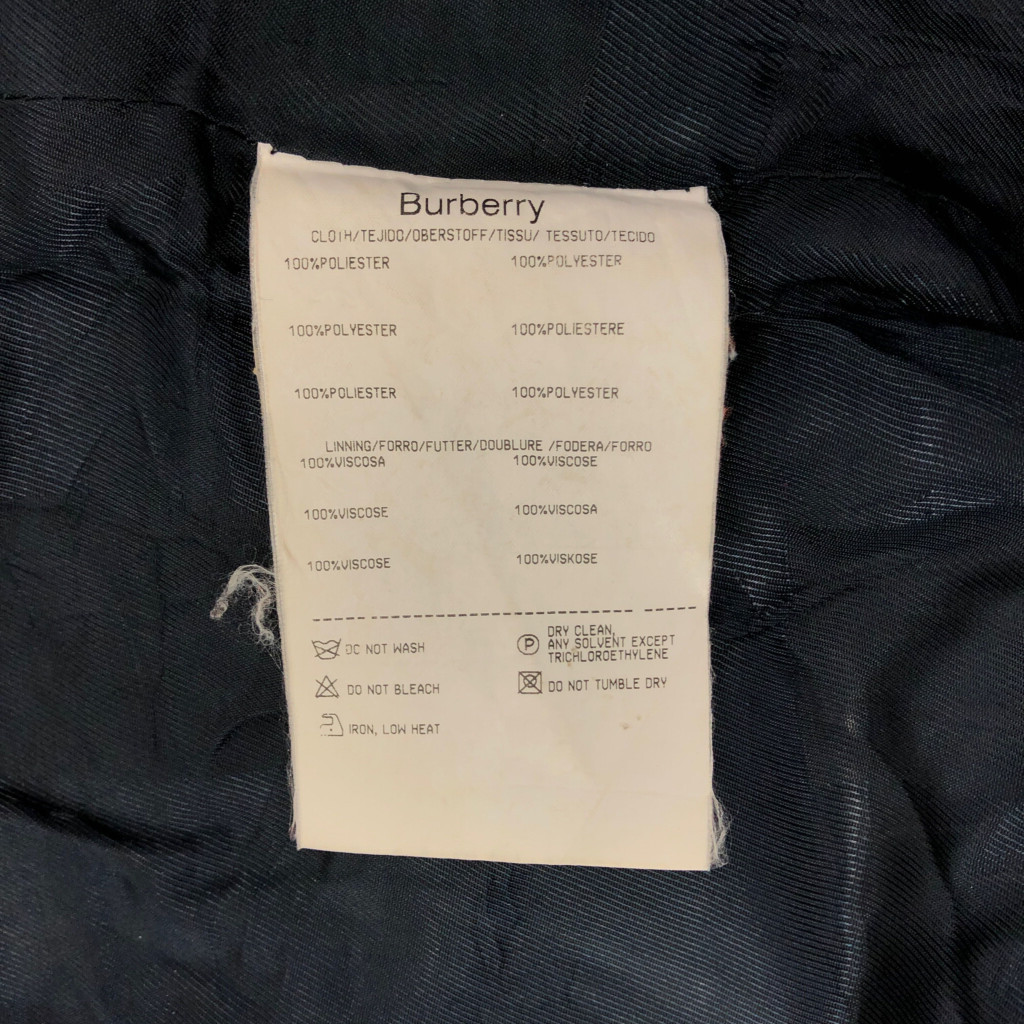 Burberry
CLOTH/TEJIDO/OBERSTOFF/TISSU/ TESSUTO/TECIDO
100%POLIESTER 100%POLYESTER
100%POLYESTER 100%POLIESTERE
100%POLIESTER 100%POLYESTER
LINNING/FORRO/FUTTER/DOUBLURE /FODERA/FORRO
100%VISCOSA 100%VISCOSE
100%VISCOSE 100%VISCOSA
100%VISCOSE 100%VISKOSE
DO NOT WASH
DO NOT BLEACH
IRON, LOW HEAT
P DRY CLEAN,
ANY SOLVENT EXCEPT
TRICHLOROETHYLENE
DO NOT TUMBLE DRY